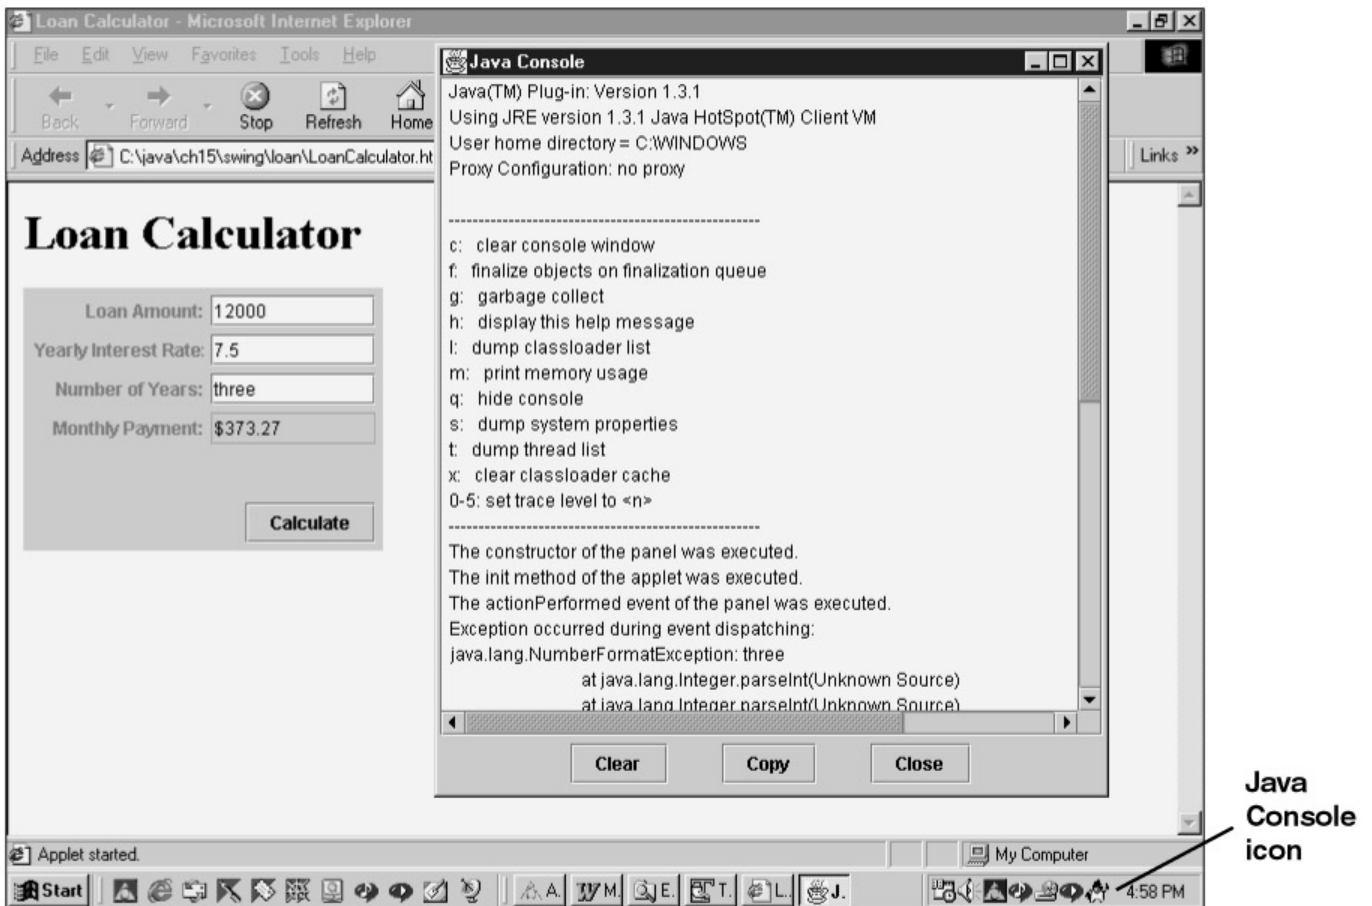 Loan Calculator - Microsoft Internet Explorer
File Edit View Favorites Tools Help
Back Forward Stop Refresh Home
Address C:\java\ch15\swing\loan\LoanCalculator.ht
Links »
Loan Calculator
Loan Amount: 12000
Yearly Interest Rate: 7.5
Number of Years: three
Monthly Payment: $373.27
Calculate
Java Console
Java(TM) Plug-in: Version 1.3.1
Using JRE version 1.3.1 Java HotSpot(TM) Client VM
User home directory = C:\WINDOWS
Proxy Configuration: no proxy
----------------------------------------------------
c: clear console window
f: finalize objects on finalization queue
g: garbage collect
h: display this help message
l: dump classloader list
m: print memory usage
q: hide console
s: dump system properties
t: dump thread list
x: clear classloader cache
0-5: set trace level to <n>
----------------------------------------------------
The constructor of the panel was executed.
The init method of the applet was executed.
The actionPerformed event of the panel was executed.
Exception occurred during event dispatching:
java.lang.NumberFormatException: three
at java.lang.Integer.parseInt(Unknown Source)
at java.lang.Integer.parseInt(Unknown Source)
Clear Copy Close
Java
Console
icon
Applet started.
My Computer
Start A. M. E. T. L. J. 4:58 PM